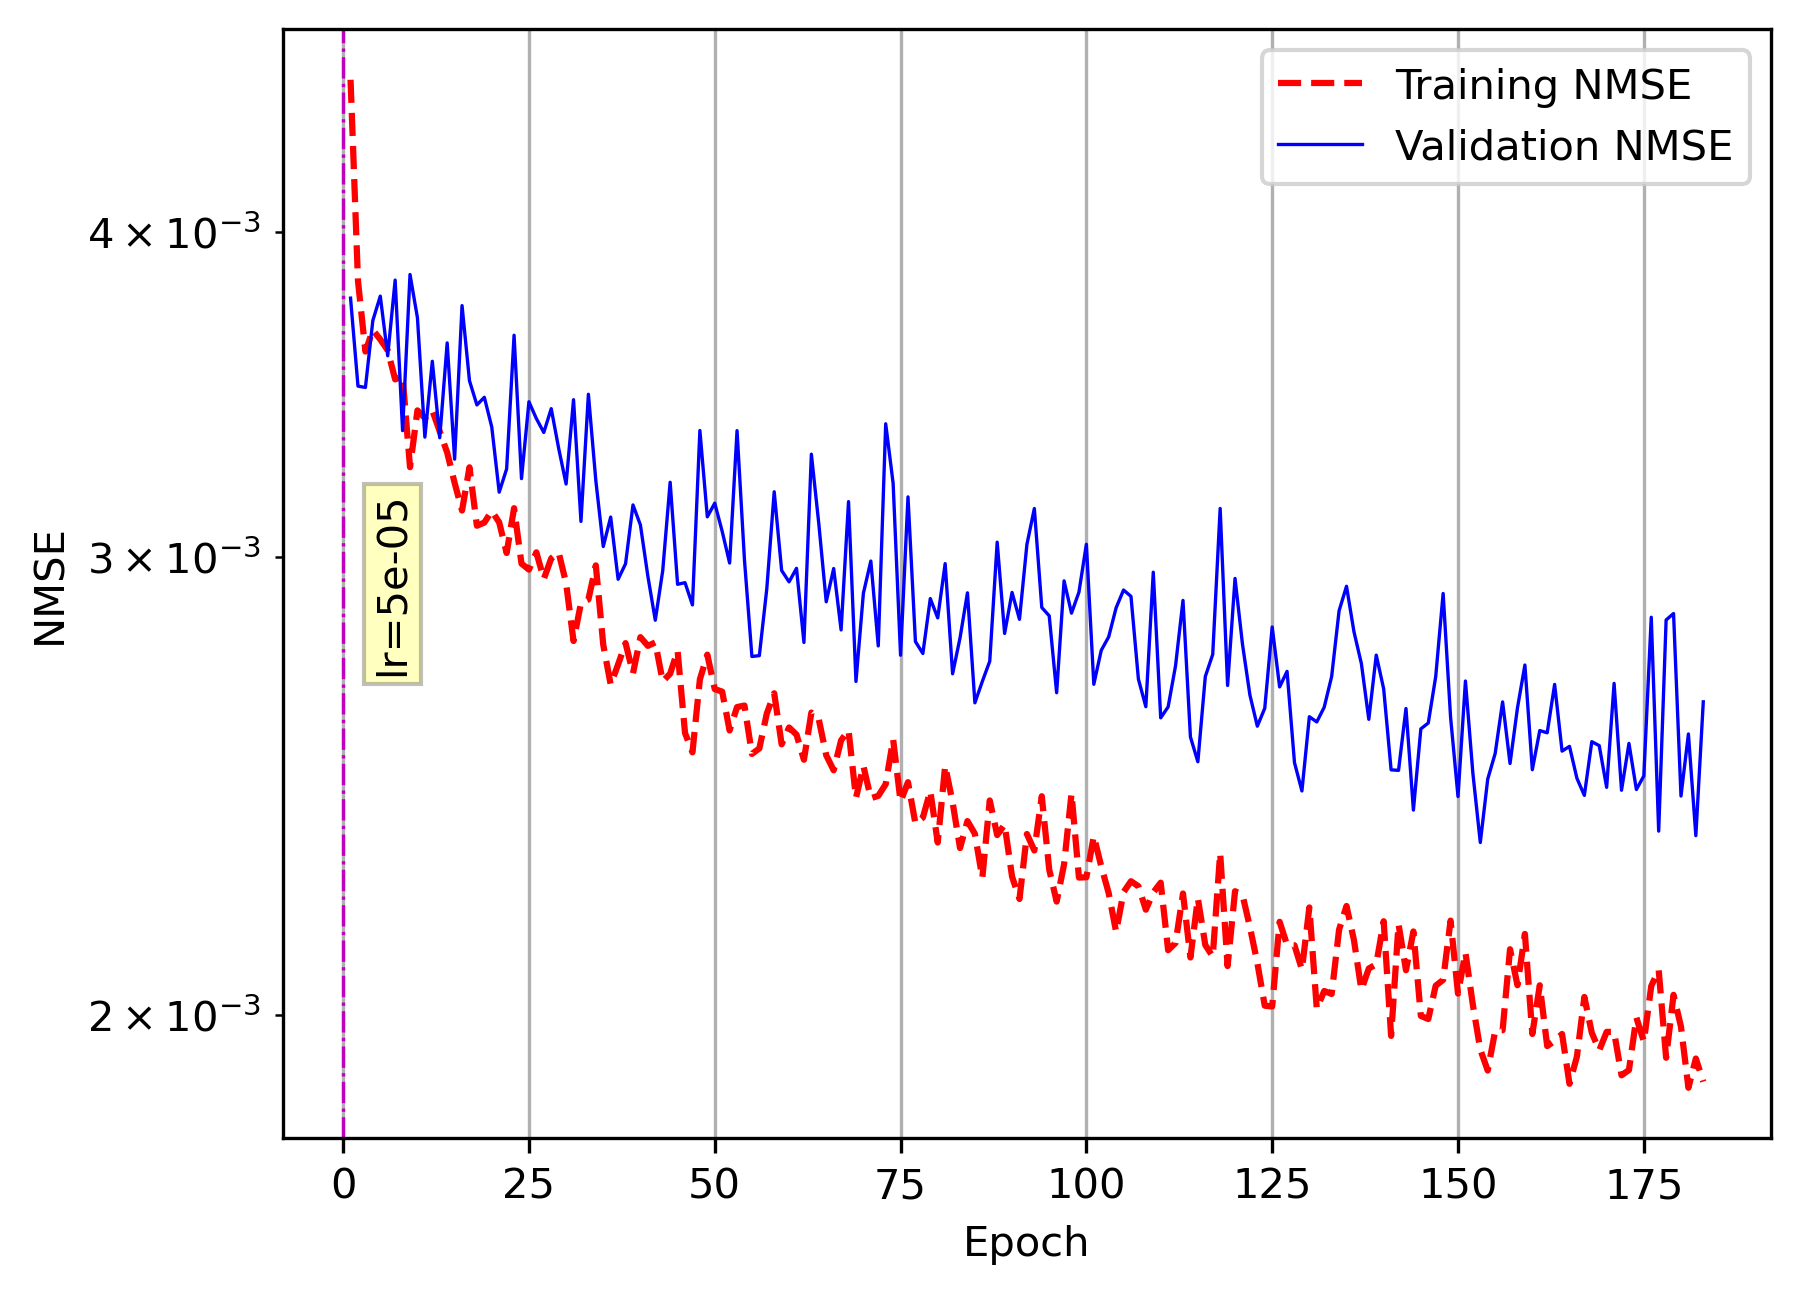 Training NMSE
Validation NMSE
4 × 10⁻³
3 × 10⁻³
2 × 10⁻³
NMSE
lr=5e-05
0 25 50 75 100 125 150 175
Epoch